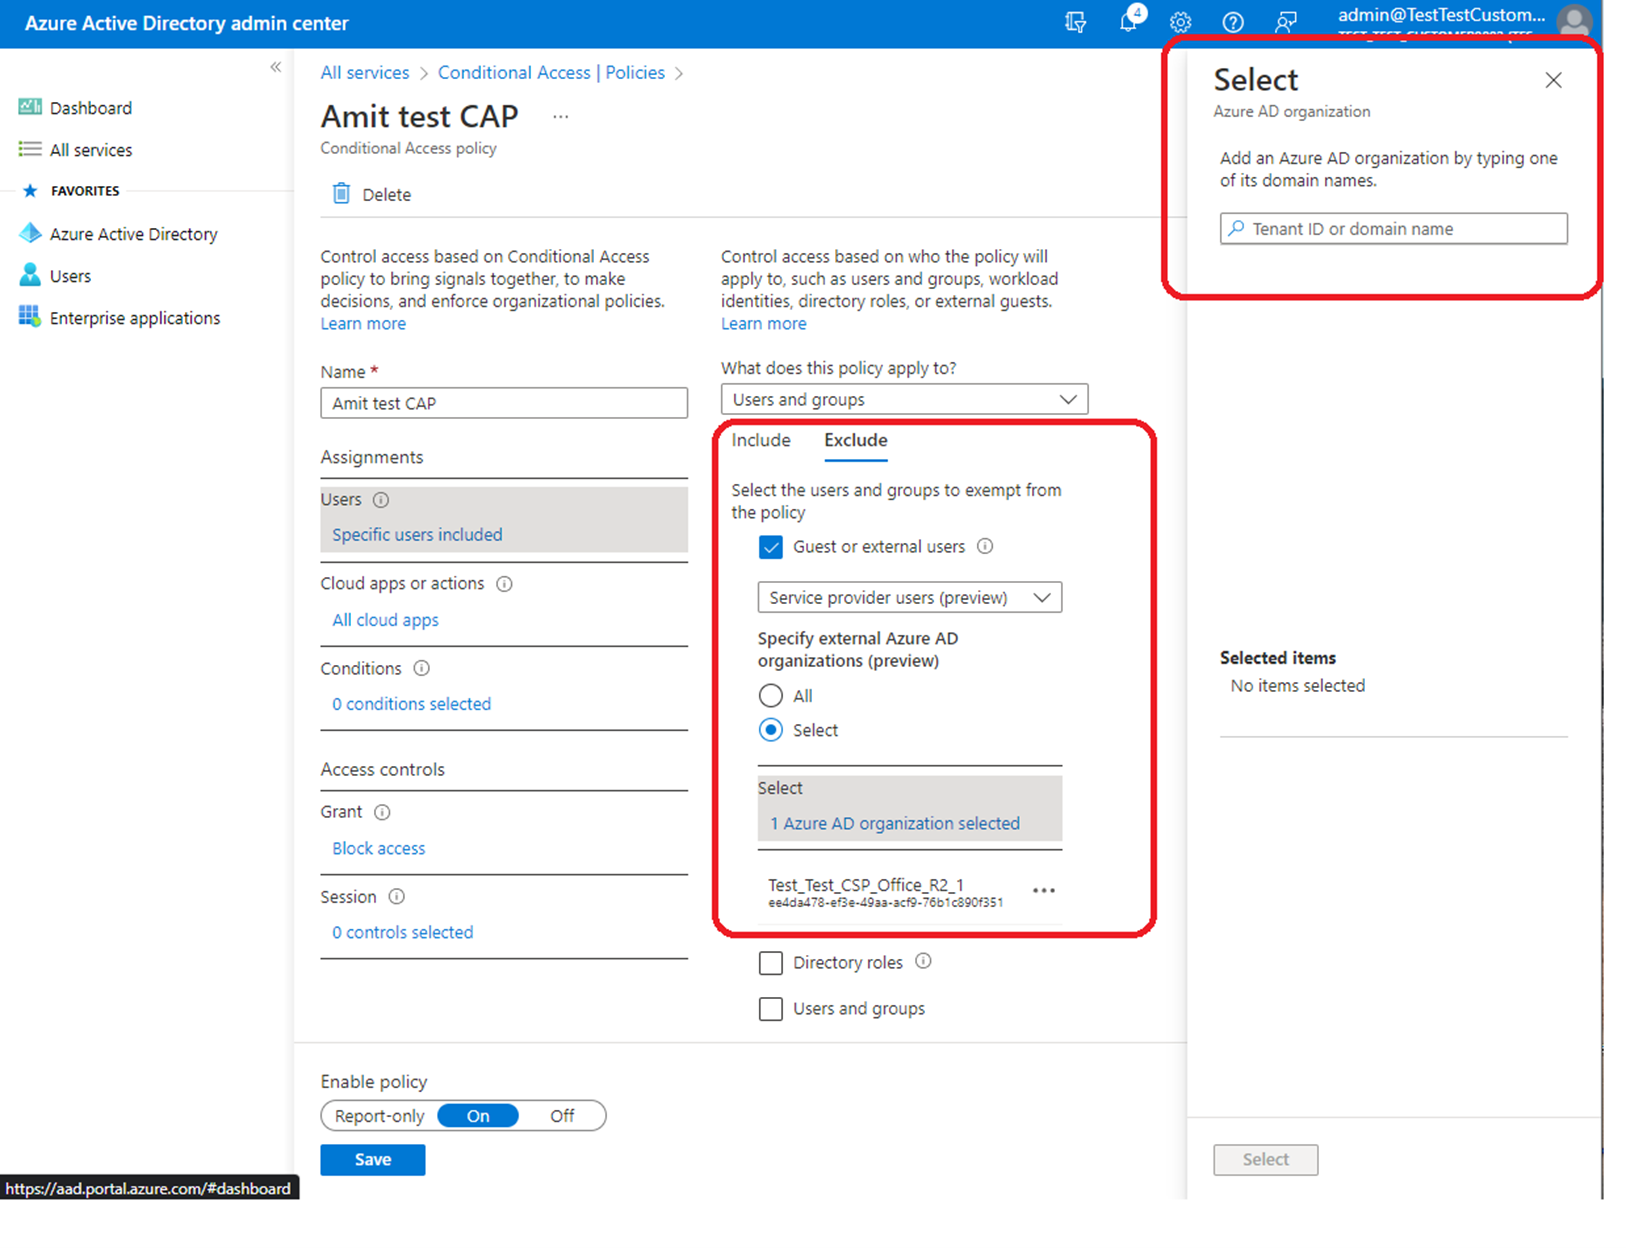 Azure Active Directory admin center
4
admin@TestTestCustom...
Dashboard
All services
FAVORITES
Azure Active Directory
Users
Enterprise applications
All services > Conditional Access | Policies >
Amit test CAP ...
Conditional Access policy
Delete
Control access based on Conditional Access
policy to bring signals together, to make
decisions, and enforce organizational policies.
Learn more
Name *
Amit test CAP
Assignments
Users
Specific users included
Cloud apps or actions
All cloud apps
Conditions
0 conditions selected
Access controls
Grant
Block access
Session
0 controls selected
Control access based on who the policy will
apply to, such as users and groups, workload
identities, directory roles, or external guests.
Learn more
What does this policy apply to?
Users and groups
Include Exclude
Select the users and groups to exempt from
the policy
Guest or external users
Service provider users (preview)
Specify external Azure AD
organizations (preview)
All
Select
Select
1 Azure AD organization selected
Test_Test_CSP_Office_R2_1
ee4da478-ef3e-49aa-acf9-76b1c890f351
Directory roles
Users and groups
Enable policy
Report-only On Off
Save
https://aad.portal.azure.com/#dashboard
Select
Azure AD organization
Add an Azure AD organization by typing one
of its domain names.
Tenant ID or domain name
Selected items
No items selected
Select